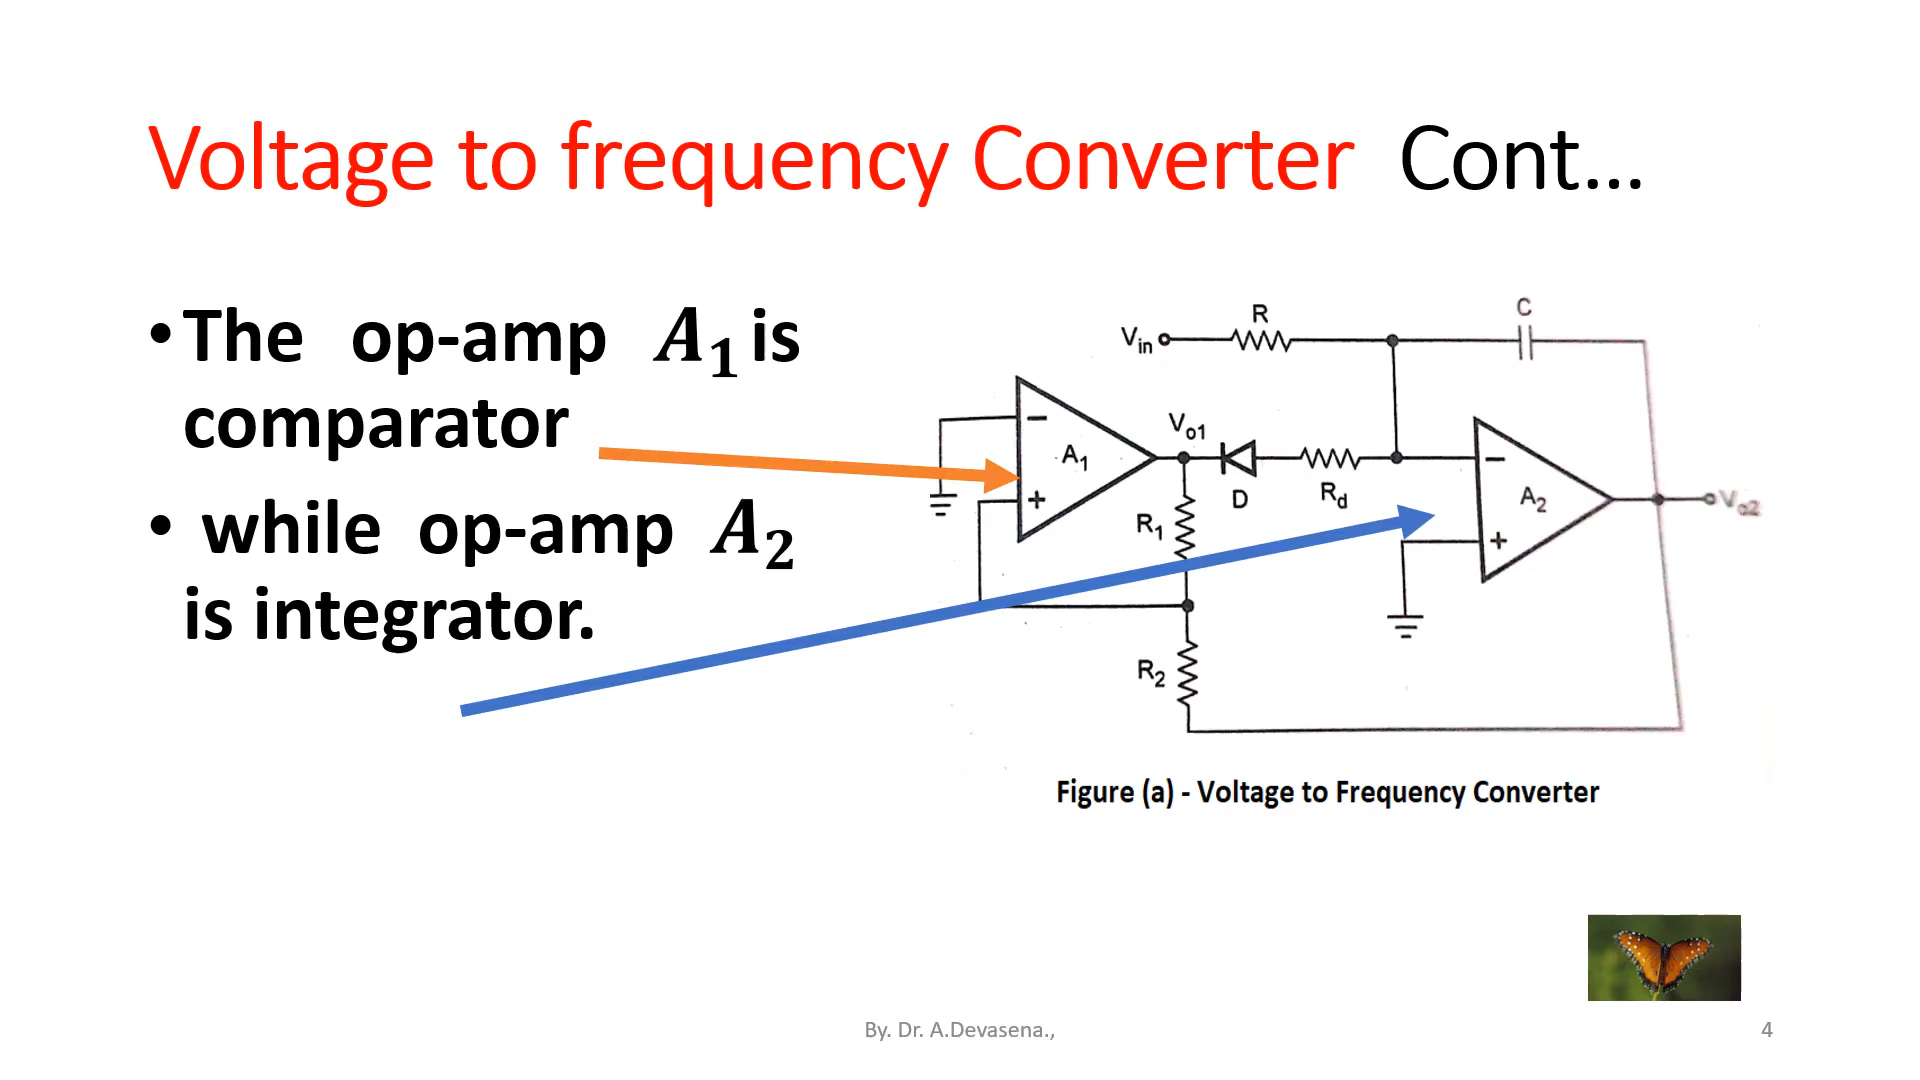 Voltage to frequency Converter Cont...
•The op-amp A₁ is
comparator
• while op-amp A₂
is integrator.
C
R
Vin
−
Vo1
A₁
+
D
Rd
R₁
−
A₂
Vo2
+
R₂
Figure (a) - Voltage to Frequency Converter
By. Dr. A.Devasena.,
4